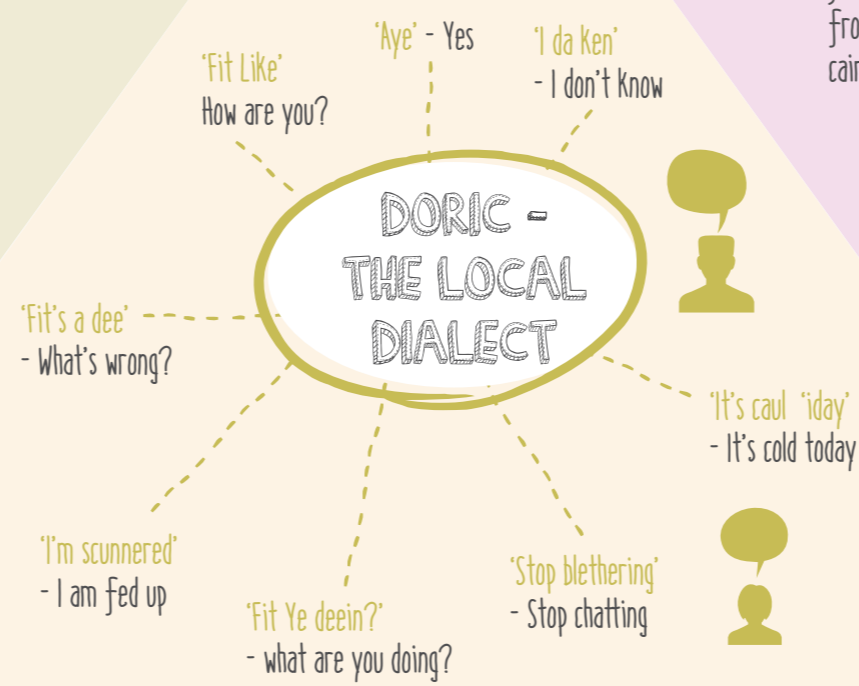 'Aye' - Yes
'I da ken'
- I don't know
'Fit Like'
How are you?
DORIC -
THE LOCAL
DIALECT
'Fit's a dee'
- What's wrong?
'It's caul 'iday'
- It's cold today
'I'm scunnered'
- I am fed up
'Fit Ye deein?'
- what are you doing?
'Stop blethering'
- Stop chatting